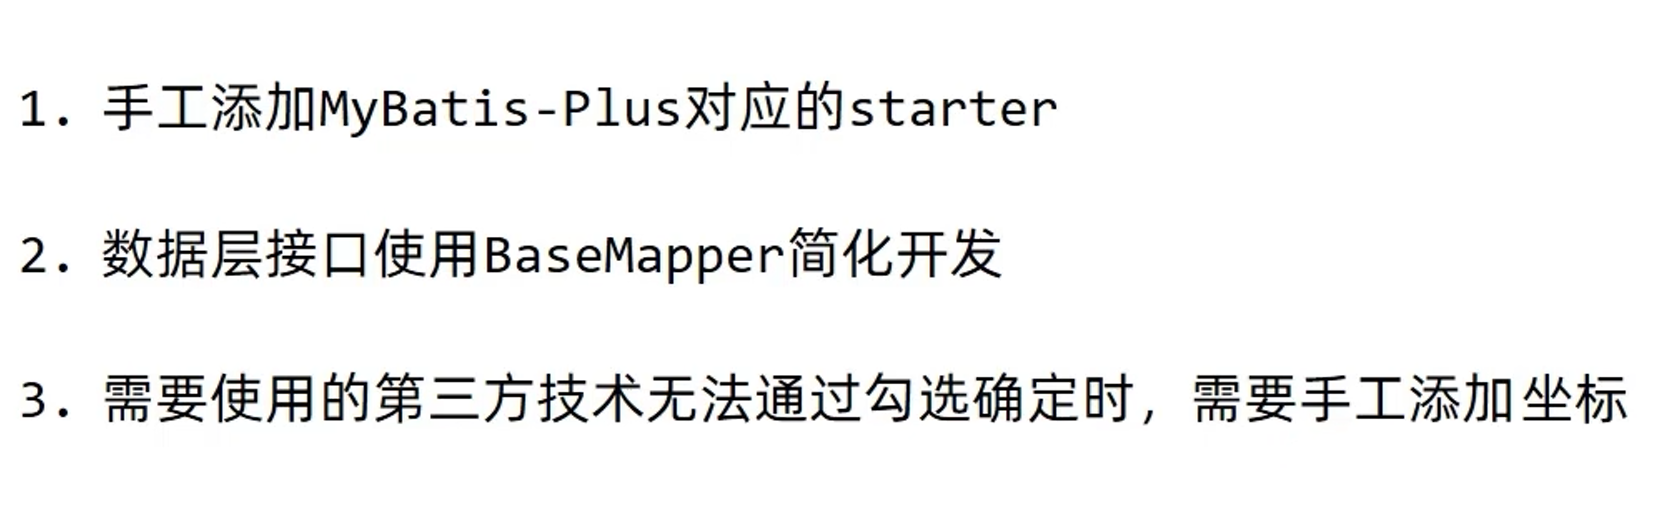 1. 手工添加MyBatis-Plus对应的starter
2. 数据层接口使用BaseMapper简化开发
3. 需要使用的第三方技术无法通过勾选确定时，需要手工添加坐标